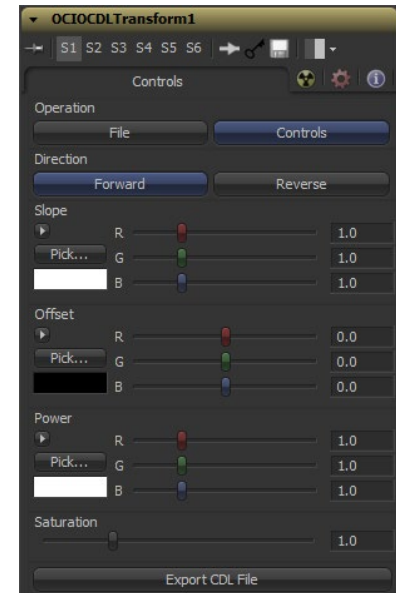 OCIOCDLTransform1
S1 S2 S3 S4 S5 S6
Controls
Operation
File Controls
Direction
Forward Reverse
Slope
R 1.0
Pick... G 1.0
B 1.0
Offset
R 0.0
Pick... G 0.0
B 0.0
Power
R 1.0
Pick... G 1.0
B 1.0
Saturation
1.0
Export CDL File